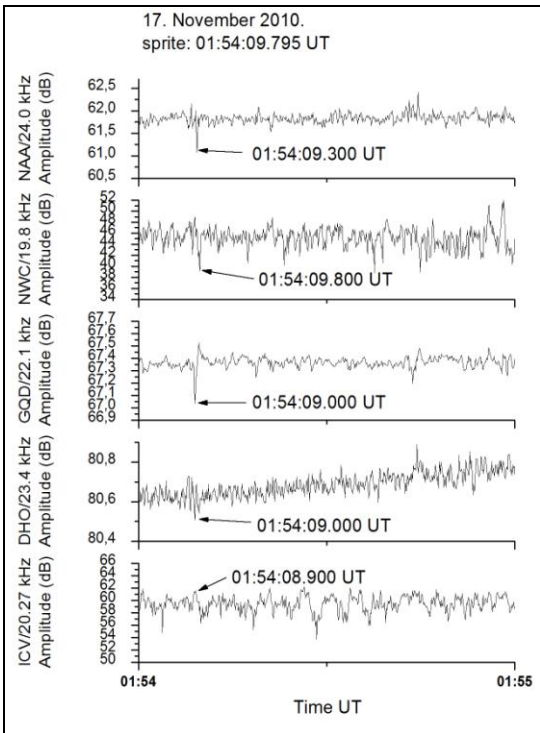 17. November 2010.
sprite: 01:54:09.795 UT
NAA/24.0 kHz
Amplitude (dB)
62,5
62,0
61,5
61,0
60,5
01:54:09.300 UT
NWC/19.8 kHz
Amplitude (dB)
52
50
48
46
44
42
40
38
36
34
01:54:09.800 UT
GQD/22.1 khz
Amplitude (dB)
67,7
67,6
67,4
67,3
67,2
67,1
67,0
66,9
01:54:09.000 UT
DHO/23.4 kHz
Amplitude (dB)
80,8
80,6
80,4
01:54:09.000 UT
ICV/20.27 kHz
Amplitude (dB)
66
64
62
60
58
56
54
52
50
01:54:08.900 UT
01:54
01:55
Time UT